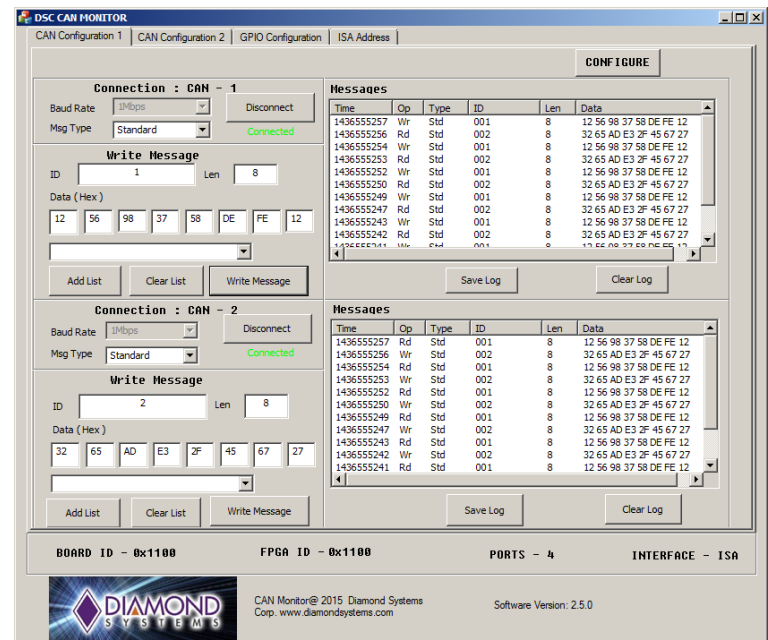 DSC CAN MONITOR
CAN Configuration 1 CAN Configuration 2 GPIO Configuration ISA Address
CONFIGURE
Connection : CAN - 1
Baud Rate 1Mbps Disconnect
Msg Type Standard Connected
Write Message
ID 1 Len 8
Data ( Hex )
12 56 98 37 58 DE FE 12
Add List Clear List Write Message
Messages
Time Op Type ID Len Data
1436555257 Wr Std 001 8 12 56 98 37 58 DE FE 12
1436555256 Rd Std 002 8 32 65 AD E3 2F 45 67 27
1436555254 Wr Std 001 8 12 56 98 37 58 DE FE 12
1436555253 Rd Std 002 8 32 65 AD E3 2F 45 67 27
1436555252 Wr Std 001 8 12 56 98 37 58 DE FE 12
1436555250 Rd Std 002 8 32 65 AD E3 2F 45 67 27
1436555249 Wr Std 001 8 12 56 98 37 58 DE FE 12
1436555247 Rd Std 002 8 32 65 AD E3 2F 45 67 27
1436555243 Wr Std 001 8 12 56 98 37 58 DE FE 12
1436555242 Rd Std 002 8 32 65 AD E3 2F 45 67 27
1436555241 Wr Std 001 8 12 56 98 37 58 DE FE 12
Save Log Clear Log
Connection : CAN - 2
Baud Rate 1Mbps Disconnect
Msg Type Standard Connected
Write Message
ID 2 Len 8
Data ( Hex )
32 65 AD E3 2F 45 67 27
Add List Clear List Write Message
Messages
Time Op Type ID Len Data
1436555257 Rd Std 001 8 12 56 98 37 58 DE FE 12
1436555256 Wr Std 002 8 32 65 AD E3 2F 45 67 27
1436555254 Rd Std 001 8 12 56 98 37 58 DE FE 12
1436555253 Wr Std 002 8 32 65 AD E3 2F 45 67 27
1436555252 Rd Std 001 8 12 56 98 37 58 DE FE 12
1436555250 Wr Std 002 8 32 65 AD E3 2F 45 67 27
1436555249 Rd Std 001 8 12 56 98 37 58 DE FE 12
1436555247 Wr Std 002 8 32 65 AD E3 2F 45 67 27
1436555243 Rd Std 001 8 12 56 98 37 58 DE FE 12
1436555242 Wr Std 002 8 32 65 AD E3 2F 45 67 27
1436555241 Rd Std 001 8 12 56 98 37 58 DE FE 12
Save Log Clear Log
BOARD ID - 0x1100 FPGA ID - 0x1100 PORTS - 4 INTERFACE - ISA
DIAMOND
SYSTEMS
CAN Monitor@ 2015 Diamond Systems
Corp. www.diamondsystems.com
Software Version: 2.5.0